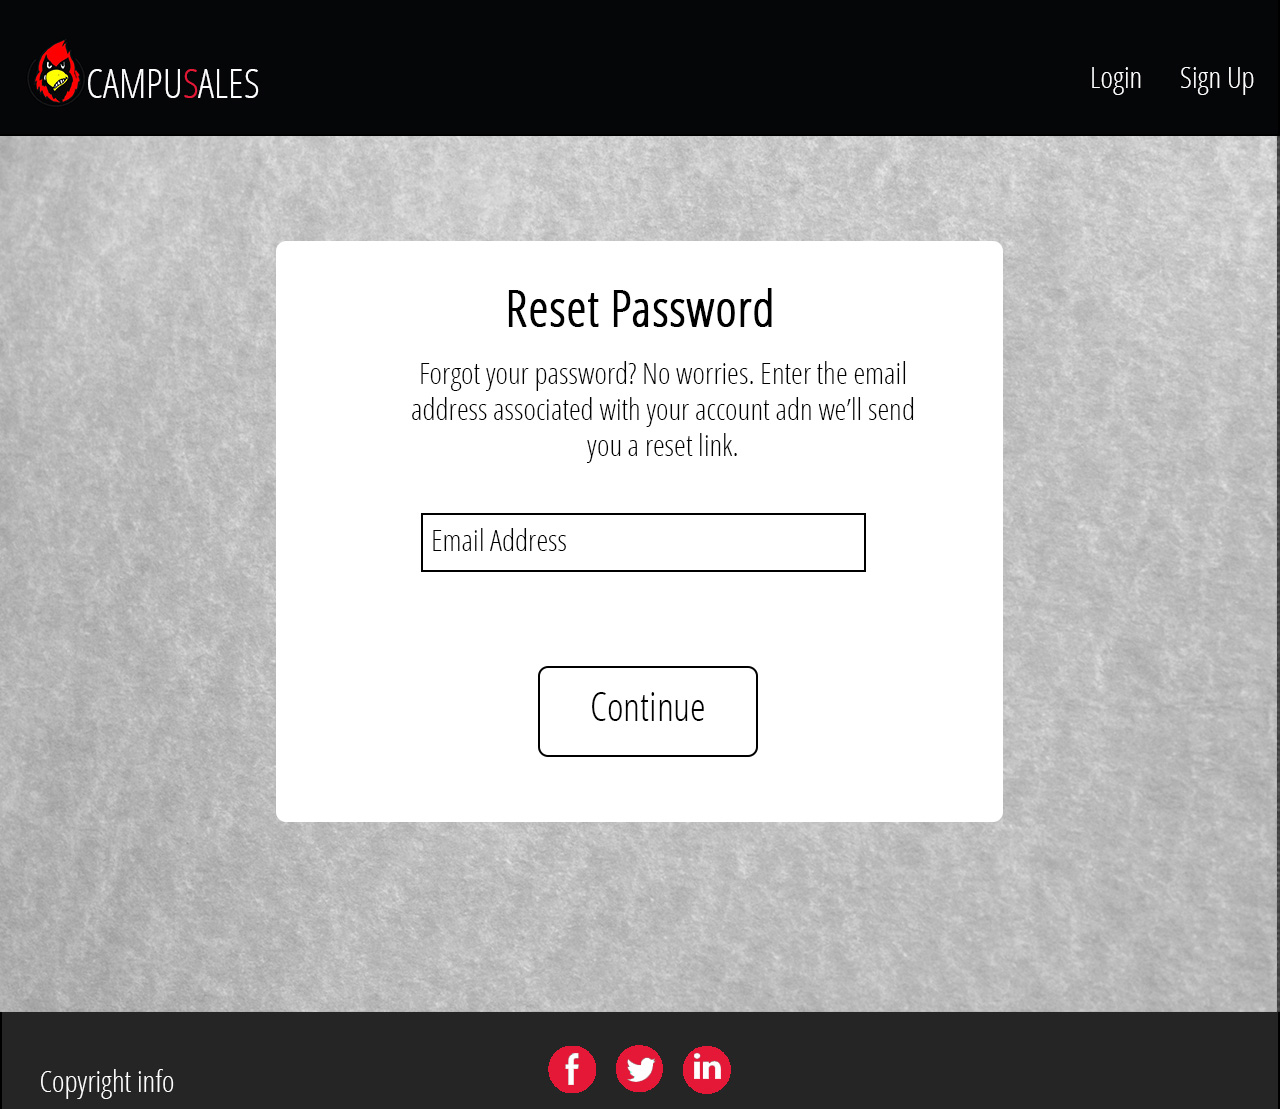 CAMPUSALES
Login
Sign Up
Reset Password
Forgot your password? No worries. Enter the email
address associated with your account adn we’ll send
you a reset link.
Email Address
Continue
Copyright info
f
in